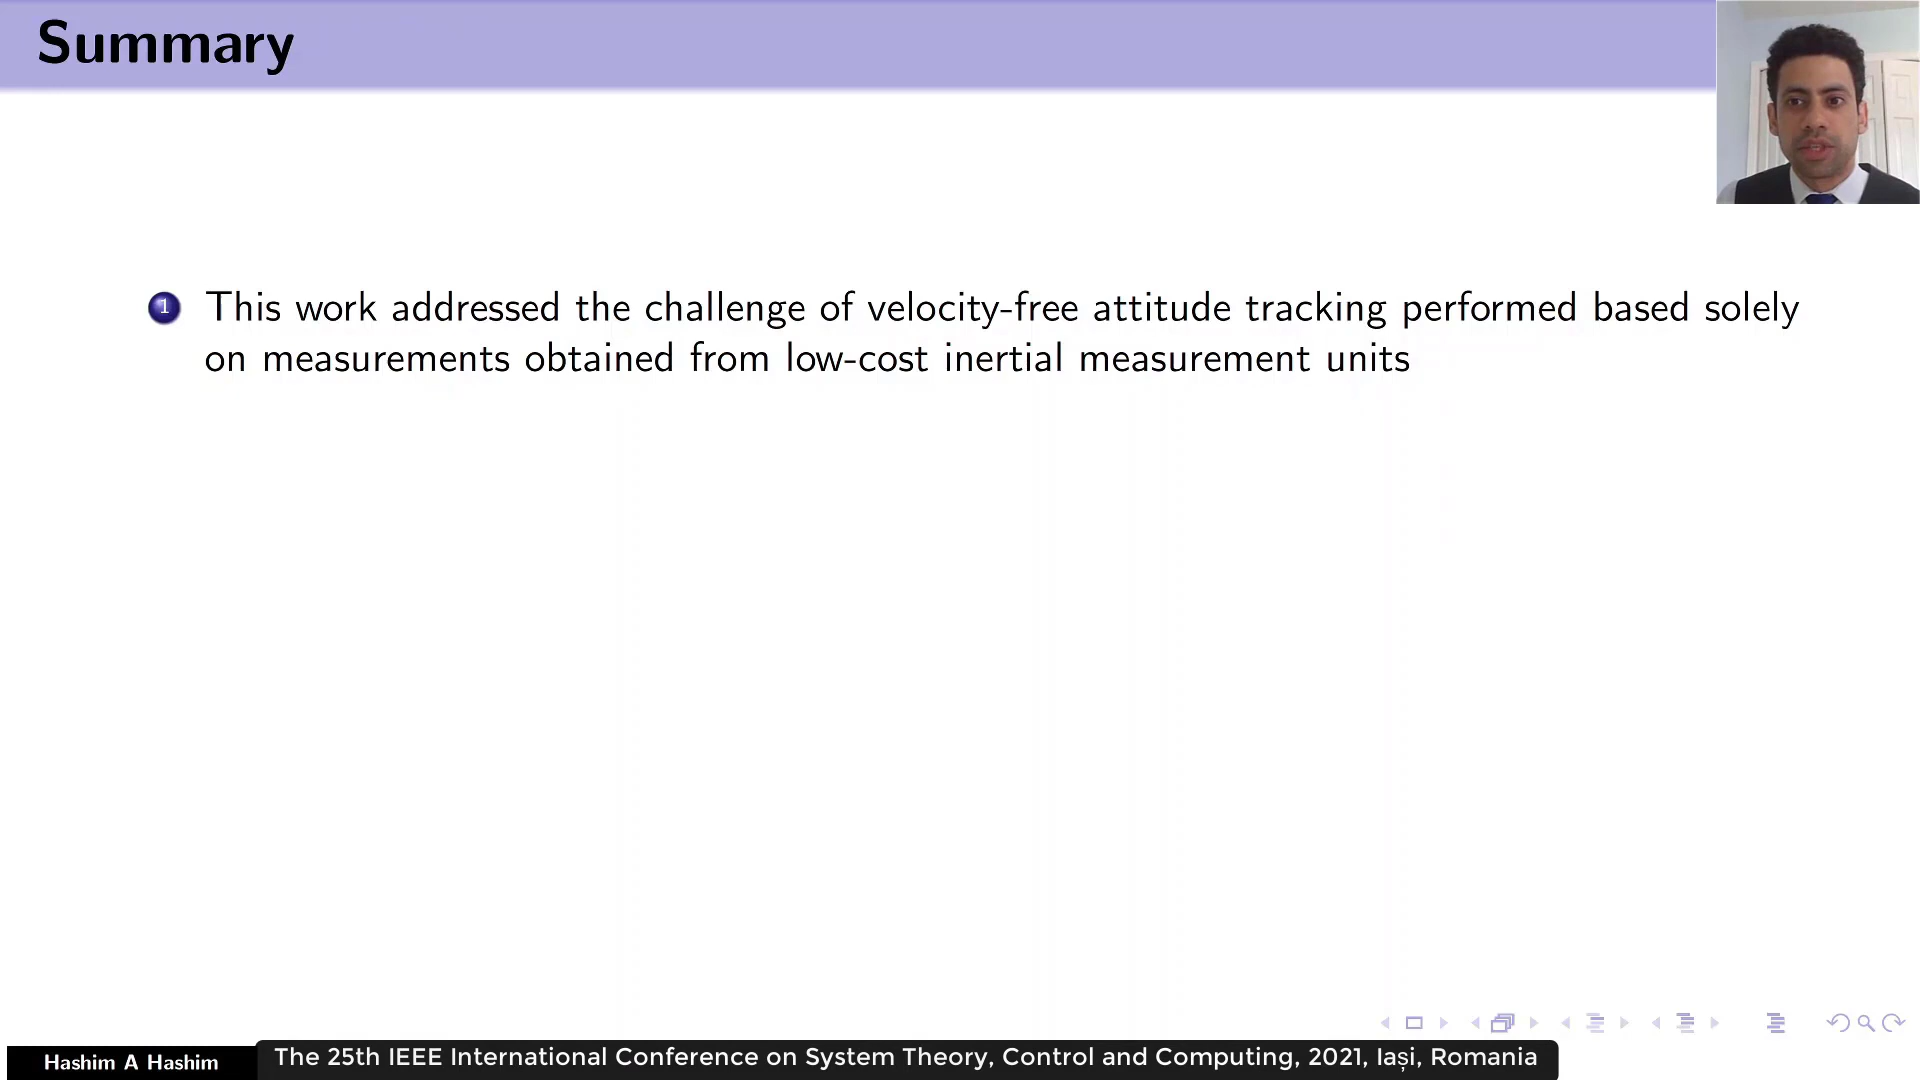 Summary
1 This work addressed the challenge of velocity-free attitude tracking performed based solely
on measurements obtained from low-cost inertial measurement units
Hashim A Hashim
The 25th IEEE International Conference on System Theory, Control and Computing, 2021, Iași, Romania